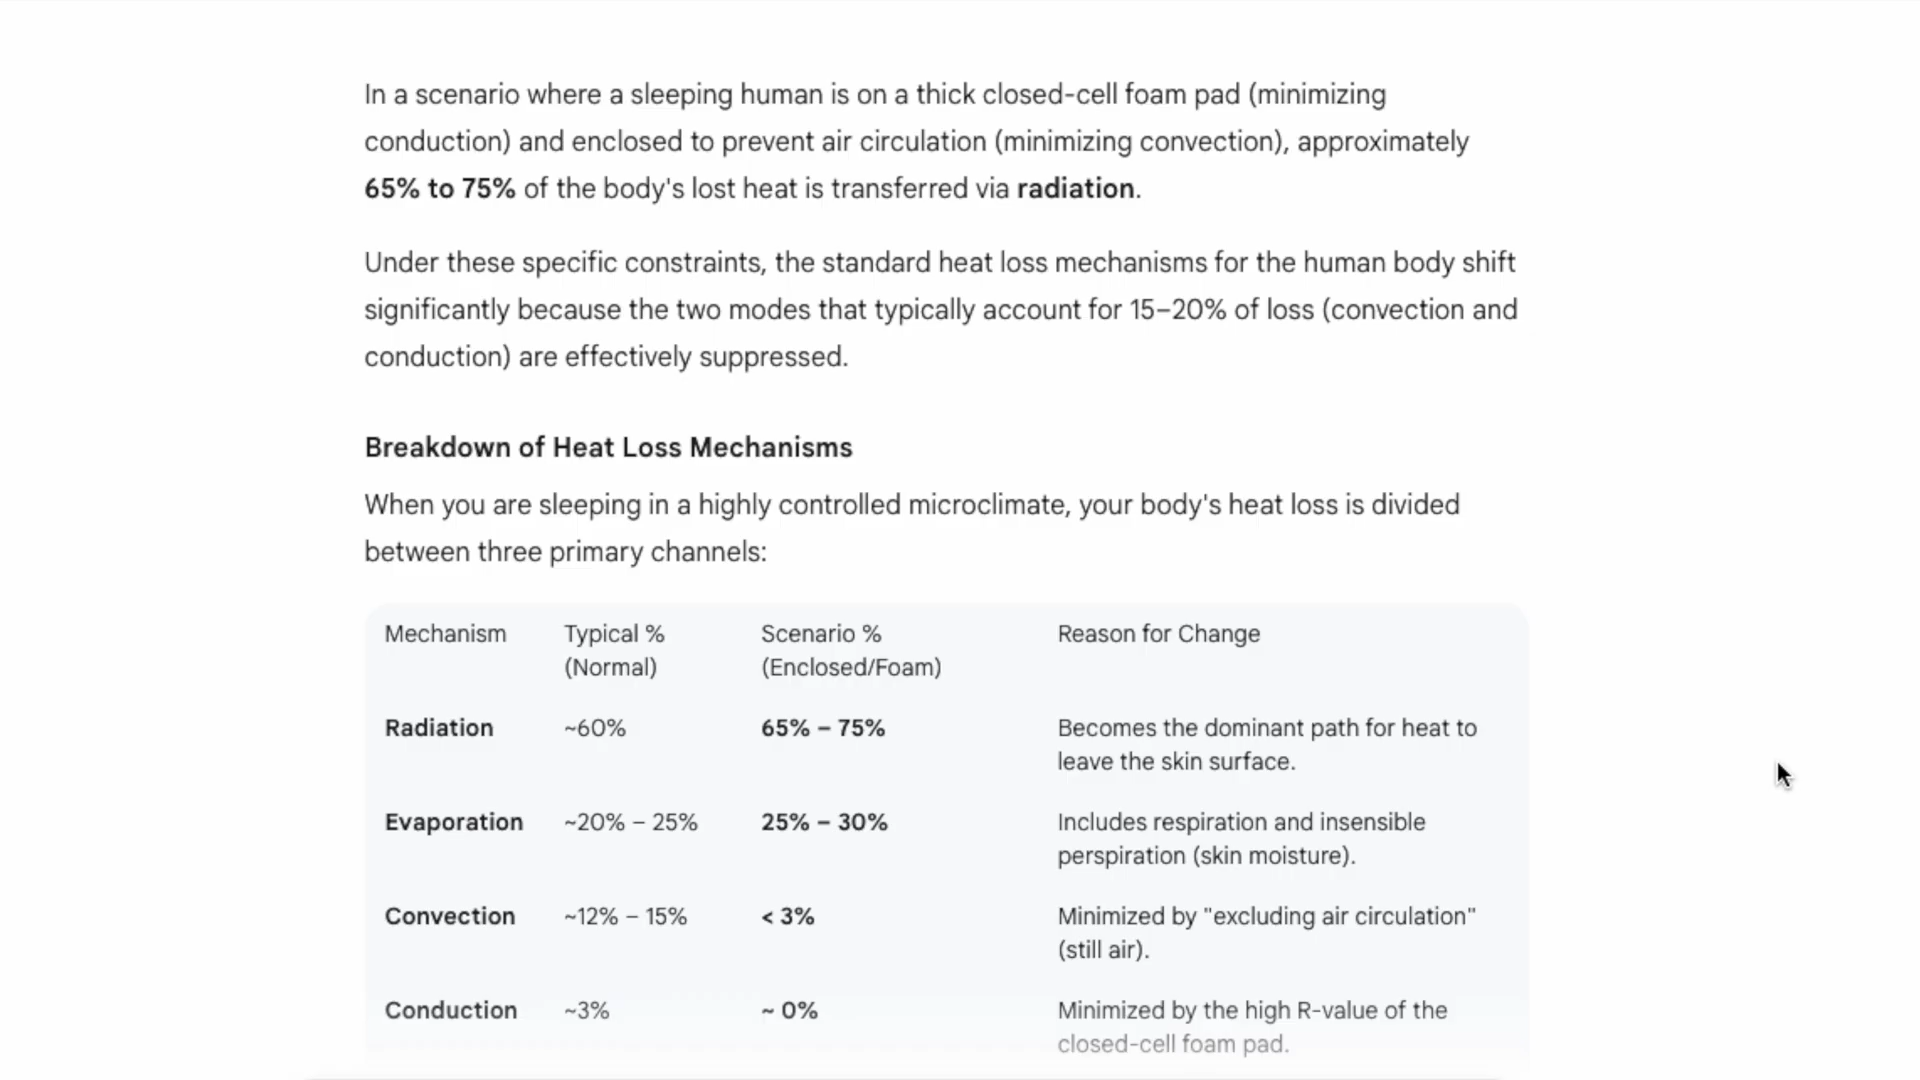 In a scenario where a sleeping human is on a thick closed-cell foam pad (minimizing
conduction) and enclosed to prevent air circulation (minimizing convection), approximately
65% to 75% of the body's lost heat is transferred via radiation.
Under these specific constraints, the standard heat loss mechanisms for the human body shift
significantly because the two modes that typically account for 15–20% of loss (convection and
conduction) are effectively suppressed.
Breakdown of Heat Loss Mechanisms
When you are sleeping in a highly controlled microclimate, your body's heat loss is divided
between three primary channels:
Mechanism Typical % Scenario % Reason for Change
(Normal) (Enclosed/Foam)
Radiation ~60% 65% – 75% Becomes the dominant path for heat to
leave the skin surface.
Evaporation ~20% – 25% 25% – 30% Includes respiration and insensible
perspiration (skin moisture).
Convection ~12% – 15% < 3% Minimized by "excluding air circulation"
(still air).
Conduction ~3% ~ 0% Minimized by the high R-value of the
closed-cell foam pad.